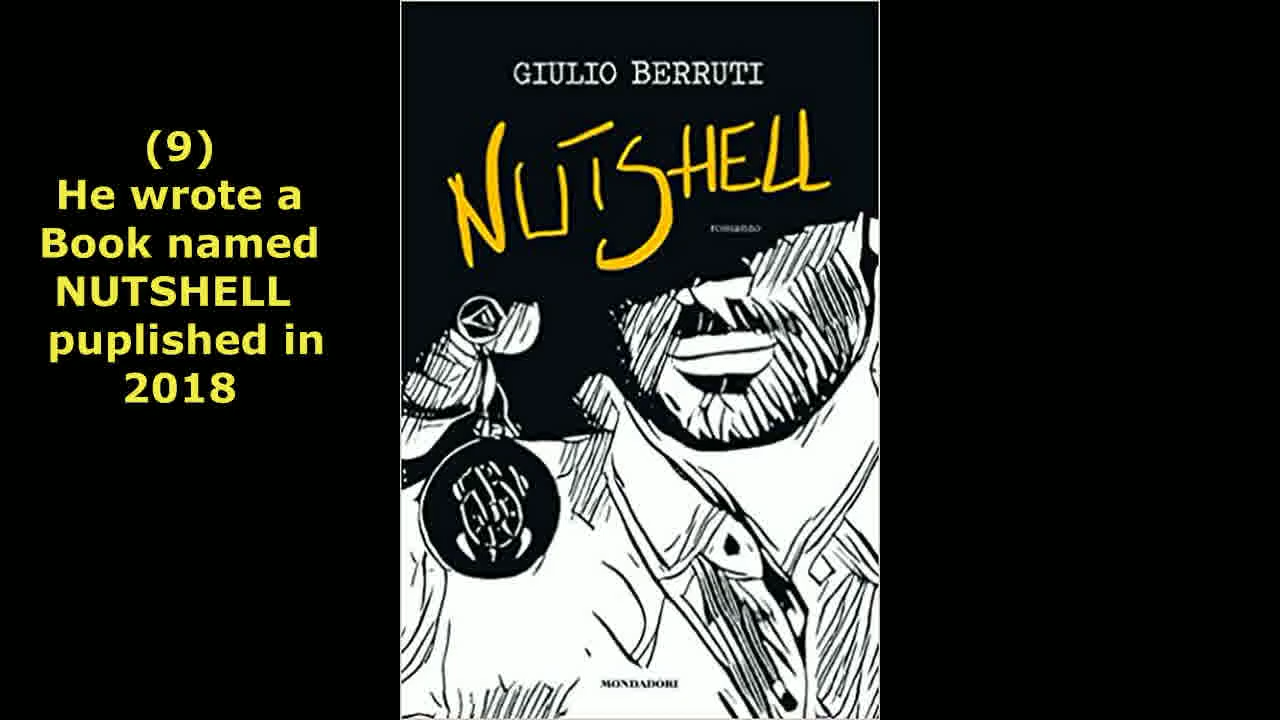 (9)
He wrote a
Book named
NUTSHELL
puplished in
2018
GIULIO BERRUTI
NUTSHELL
romanzo
MONDADORI